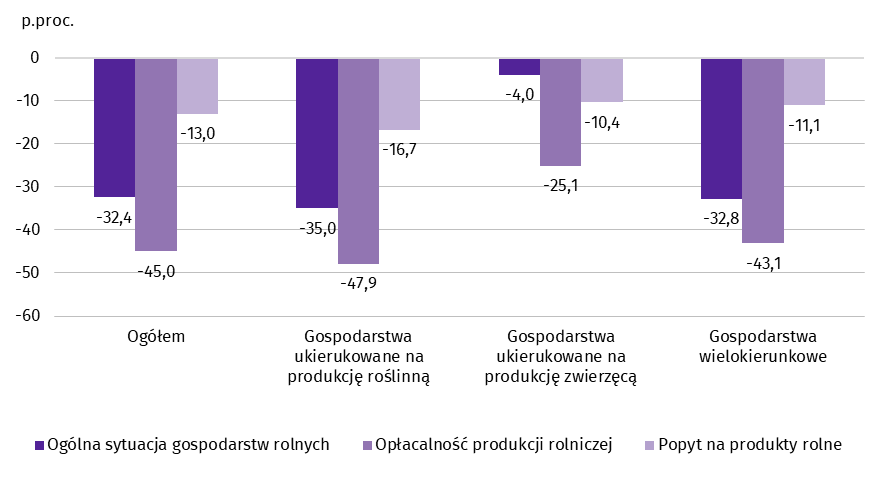 p.proc.
0
-10
-20
-30
-40
-50
-60
-32,4
-45,0
-13,0
-35,0
-47,9
-16,7
-4,0
-25,1
-10,4
-32,8
-43,1
-11,1
Ogółem
Gospodarstwa
ukierukowane na
produkcję roślinną
Gospodarstwa
ukierukowane na
produkcję zwierzęcą
Gospodarstwa
wielokierunkowe
Ogólna sytuacja gospodarstw rolnych
Opłacalność produkcji rolniczej
Popyt na produkty rolne